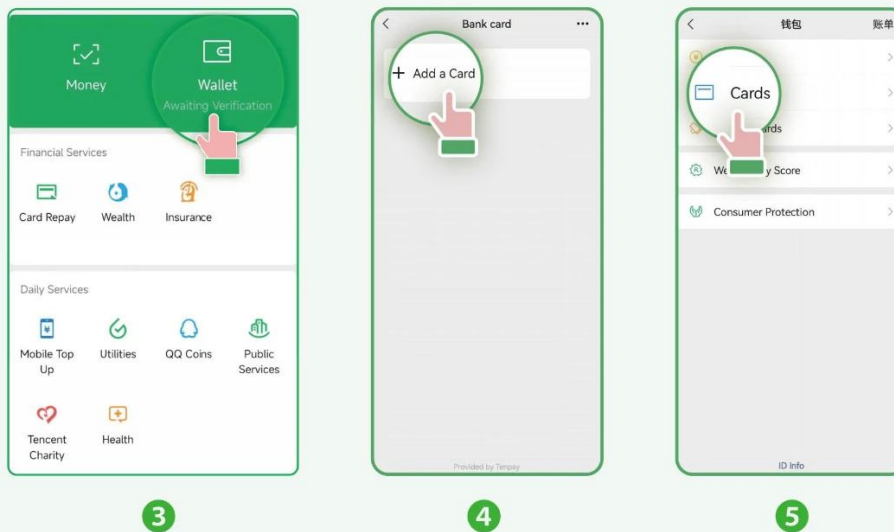 Money
Wallet
Awaiting Verification
Financial Services
Card Repay
Wealth
Insurance
Daily Services
Mobile Top
Up
Utilities
QQ Coins
Public
Services
Tencent
Charity
Health
3
Bank card
+ Add a Card
Provided by Tenpay
4
钱包
账单
Cards
We
y Score
Consumer Protection
ID Info
5